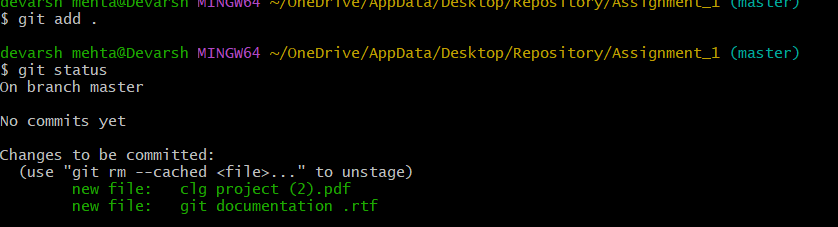 devarsh mehta@Devarsh MINGW64 ~/OneDrive/AppData/Desktop/Repository/Assignment_1 (master)
$ git add .
devarsh mehta@Devarsh MINGW64 ~/OneDrive/AppData/Desktop/Repository/Assignment_1 (master)
$ git status
On branch master
No commits yet
Changes to be committed:
  (use "git rm --cached <file>..." to unstage)
        new file:   clg project (2).pdf
        new file:   git documentation .rtf